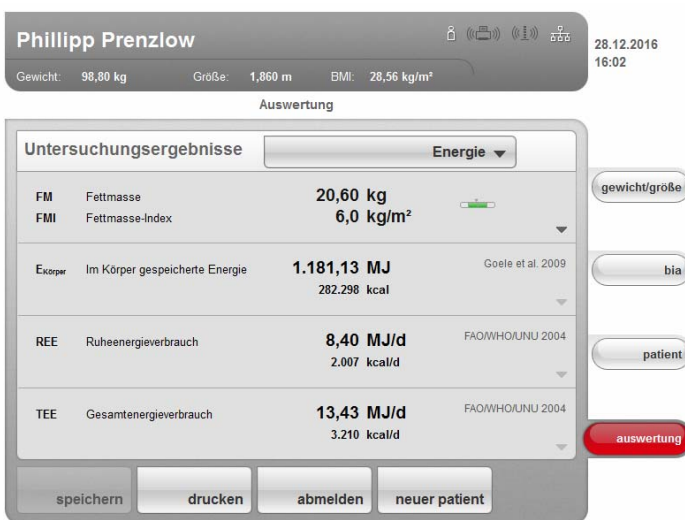 Phillipp Prenzlow
28.12.2016
16:02
Gewicht: 98,80 kg Größe: 1,860 m BMI: 28,56 kg/m²
Auswertung
Untersuchungsergebnisse Energie
FM Fettmasse 20,60 kg
FMI Fettmasse-Index 6,0 kg/m²
EKörper Im Körper gespeicherte Energie 1.181,13 MJ Goele et al. 2009
282.298 kcal
REE Ruheenergieverbrauch 8,40 MJ/d FAO/WHO/UNU 2004
2.007 kcal/d
TEE Gesamtenergieverbrauch 13,43 MJ/d FAO/WHO/UNU 2004
3.210 kcal/d
gewicht/größe
bia
patient
auswertung
speichern drucken abmelden neuer patient